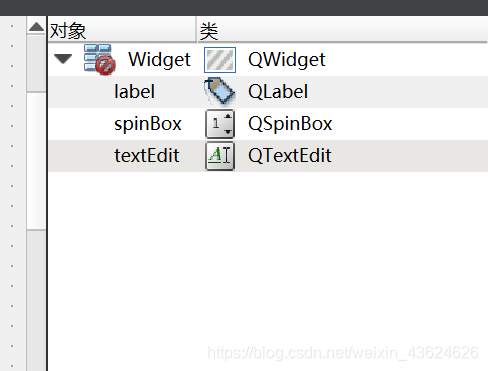 对象 类
Widget QWidget
label QLabel
spinBox QSpinBox
textEdit QTextEdit
https://blog.csdn.net/weixin_43624626